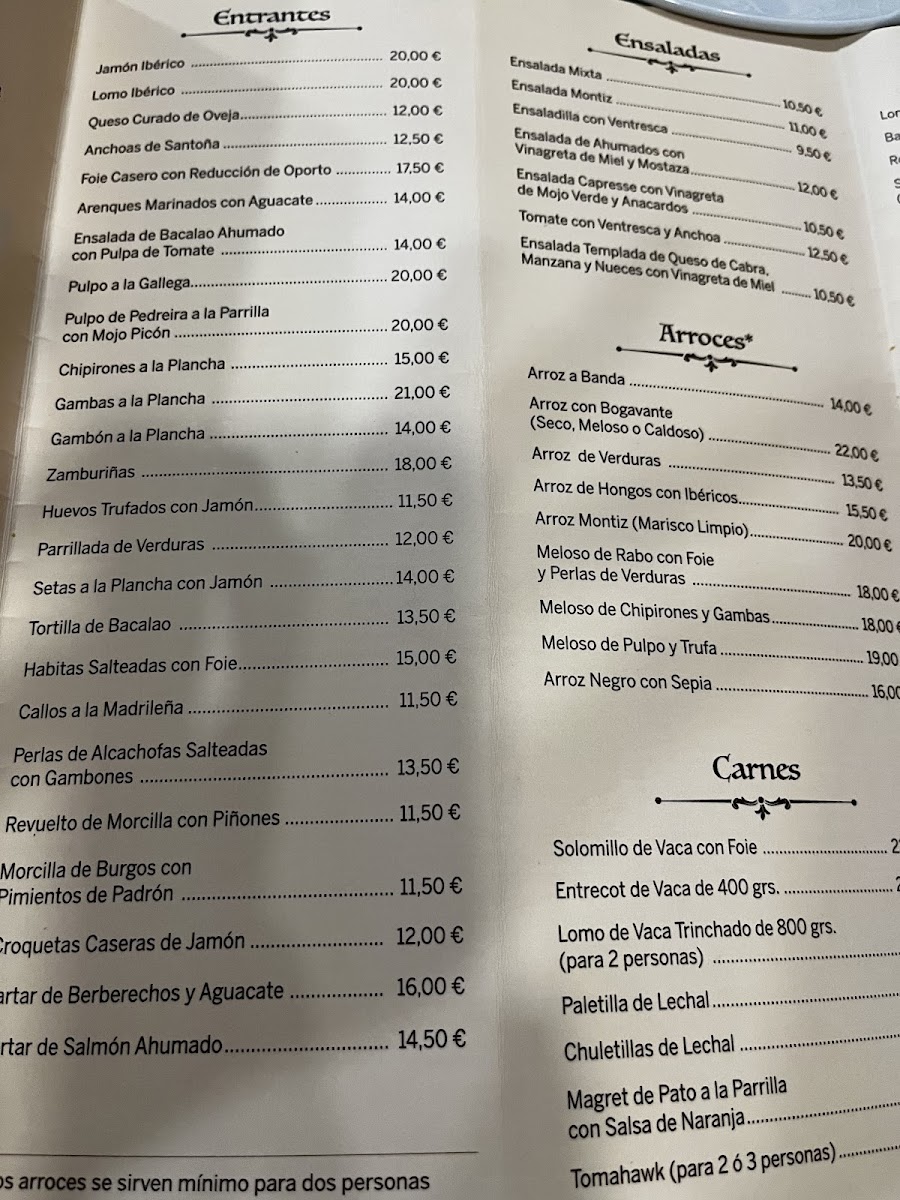 Entrantes
Jamón Ibérico ........ 20,00 €
Lomo Ibérico ........ 20,00 €
Queso Curado de Oveja ........ 12,00 €
Anchoas de Santoña ........ 12,50 €
Foie Casero con Reducción de Oporto ........ 17,50 €
Arenques Marinados con Aguacate ........ 14,00 €
Ensalada de Bacalao Ahumado
con Pulpa de Tomate ........ 14,00 €
Pulpo a la Gallega ........ 20,00 €
Pulpo de Pedreira a la Parrilla
con Mojo Picón ........ 20,00 €
Chipirones a la Plancha ........ 15,00 €
Gambas a la Plancha ........ 21,00 €
Gambón a la Plancha ........ 14,00 €
Zamburiñas ........ 18,00 €
Huevos Trufados con Jamón ........ 11,50 €
Parrillada de Verduras ........ 12,00 €
Setas a la Plancha con Jamón ........ 14,00 €
Tortilla de Bacalao ........ 13,50 €
Habitas Salteadas con Foie ........ 15,00 €
Callos a la Madrileña ........ 11,50 €
Perlas de Alcachofas Salteadas
con Gambones ........ 13,50 €
Revuelto de Morcilla con Piñones ........ 11,50 €
Morcilla de Burgos con
Pimientos de Padrón ........ 11,50 €
Croquetas Caseras de Jamón ........ 12,00 €
artar de Berberechos y Aguacate ........ 16,00 €
rtar de Salmón Ahumado ........ 14,50 €
os arroces se sirven mínimo para dos personas
Ensaladas
Ensalada Mixta ........ 10,50 €
Ensalada Montiz ........ 11,00 €
Ensaladilla con Ventresca ........ 9,50 €
Ensalada de Ahumados con
Vinagreta de Miel y Mostaza ........ 12,00 €
Ensalada Capresse con Vinagreta
de Mojo Verde y Anacardos ........ 10,50 €
Tomate con Ventresca y Anchoa ........ 12,50 €
Ensalada Templada de Queso de Cabra,
Manzana y Nueces con Vinagreta de Miel ........ 10,50 €
Arroces*
Arroz a Banda ........ 14,00 €
Arroz con Bogavante
(Seco, Meloso o Caldoso) ........ 22,00 €
Arroz de Verduras ........ 13,50 €
Arroz de Hongos con Ibéricos ........ 15,50 €
Arroz Montiz (Marisco Limpio) ........ 20,00 €
Meloso de Rabo con Foie
y Perlas de Verduras ........ 18,00 €
Meloso de Chipirones y Gambas ........ 18,00 €
Meloso de Pulpo y Trufa ........ 19,00
Arroz Negro con Sepia ........ 16,00
Carnes
Solomillo de Vaca con Foie ........ 2
Entrecot de Vaca de 400 grs. ........
Lomo de Vaca Trinchado de 800 grs.
(para 2 personas) ........
Paletilla de Lechal ........
Chuletillas de Lechal ........
Magret de Pato a la Parrilla
con Salsa de Naranja ........
Tomahawk (para 2 ó 3 personas) ........